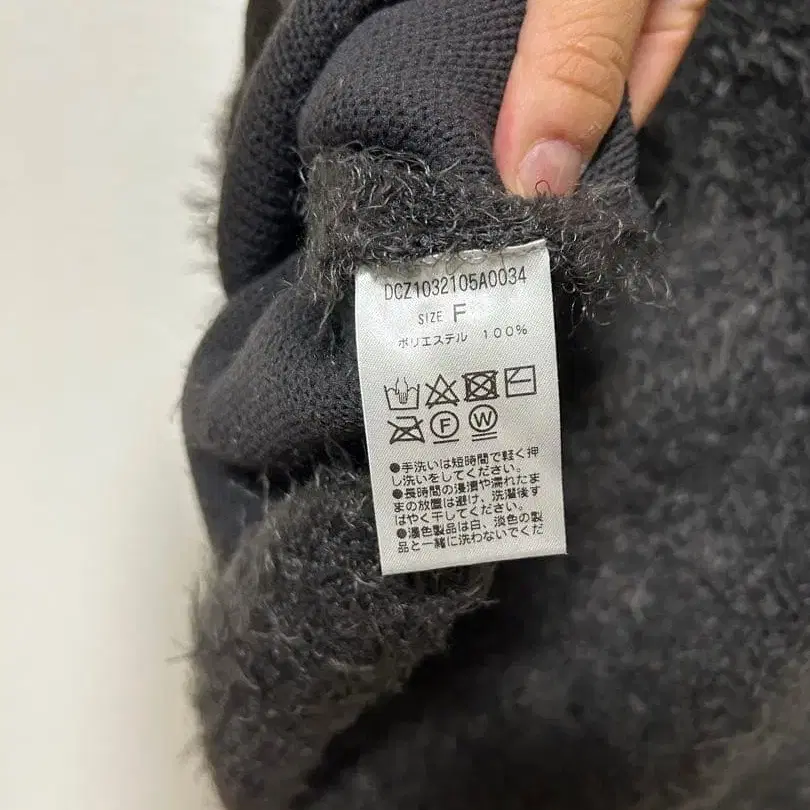 DCZ1032105A0034
SIZE F
ポリエステル 100%
F W
●手洗いは短時間で軽く押
し洗いをしてください。
●長時間の浸漬や濡れたま
まの放置は避け、洗濯後す
ばやく干してください。
●濃色製品は白、淡色の製
品と一緒に洗わないでくだ